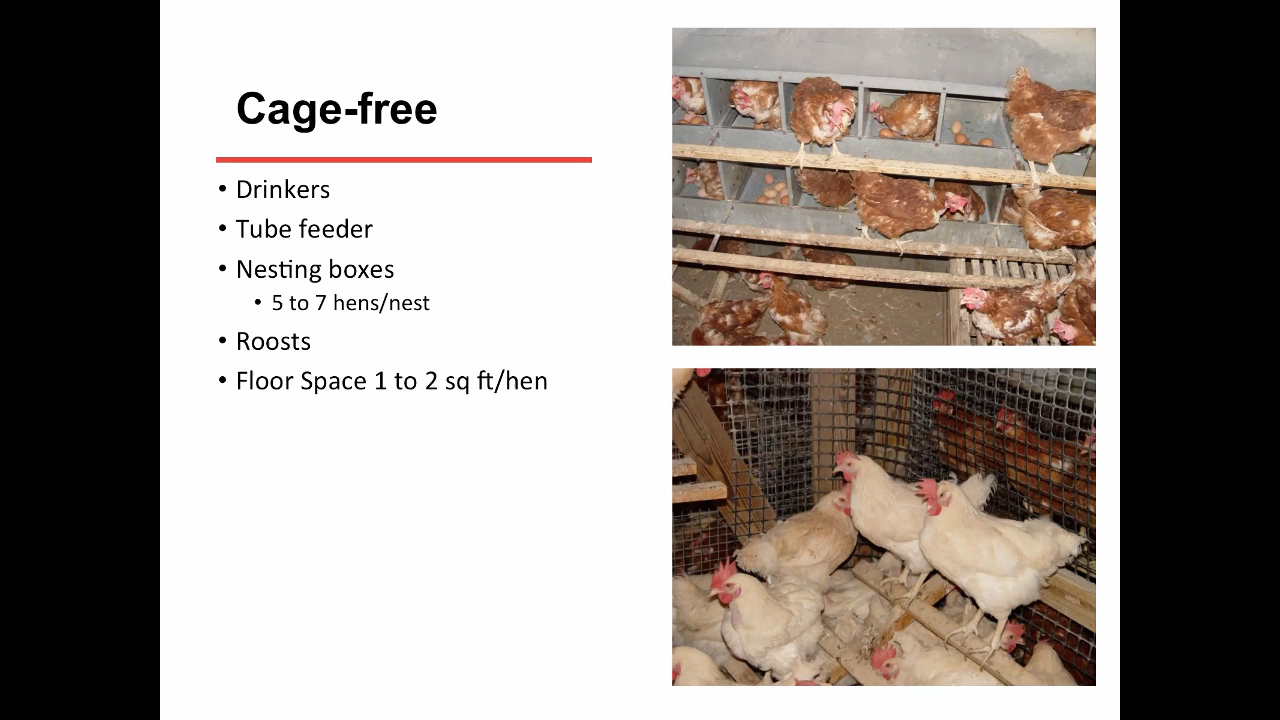 Cage-free
• Drinkers
• Tube feeder
• Nesting boxes
• 5 to 7 hens/nest
• Roosts
• Floor Space 1 to 2 sq ft/hen